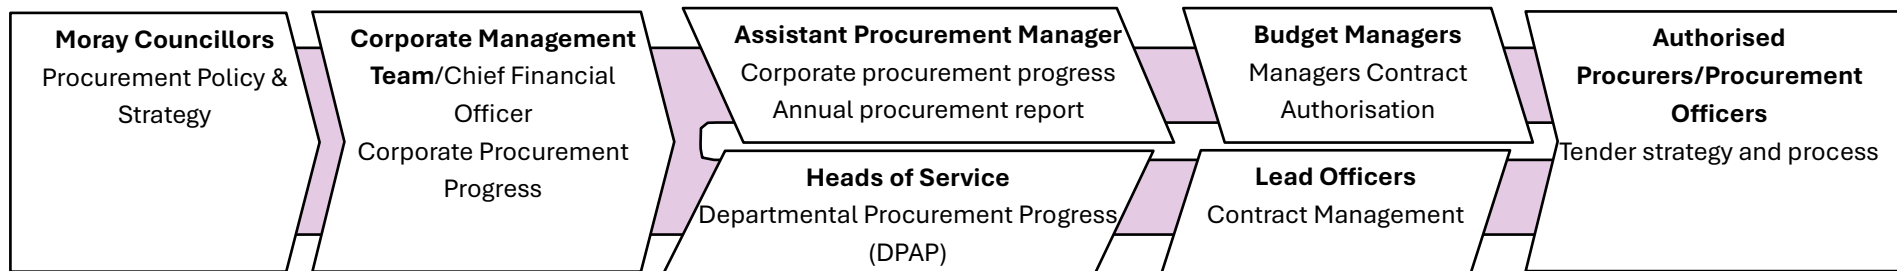 Moray Councillors
Procurement Policy &
Strategy
Corporate Management
Team/Chief Financial
Officer
Corporate Procurement
Progress
Assistant Procurement Manager
Corporate procurement progress
Annual procurement report
Heads of Service
Departmental Procurement Progress
(DPAP)
Budget Managers
Managers Contract
Authorisation
Lead Officers
Contract Management
Authorised
Procurers/Procurement
Officers
Tender strategy and process